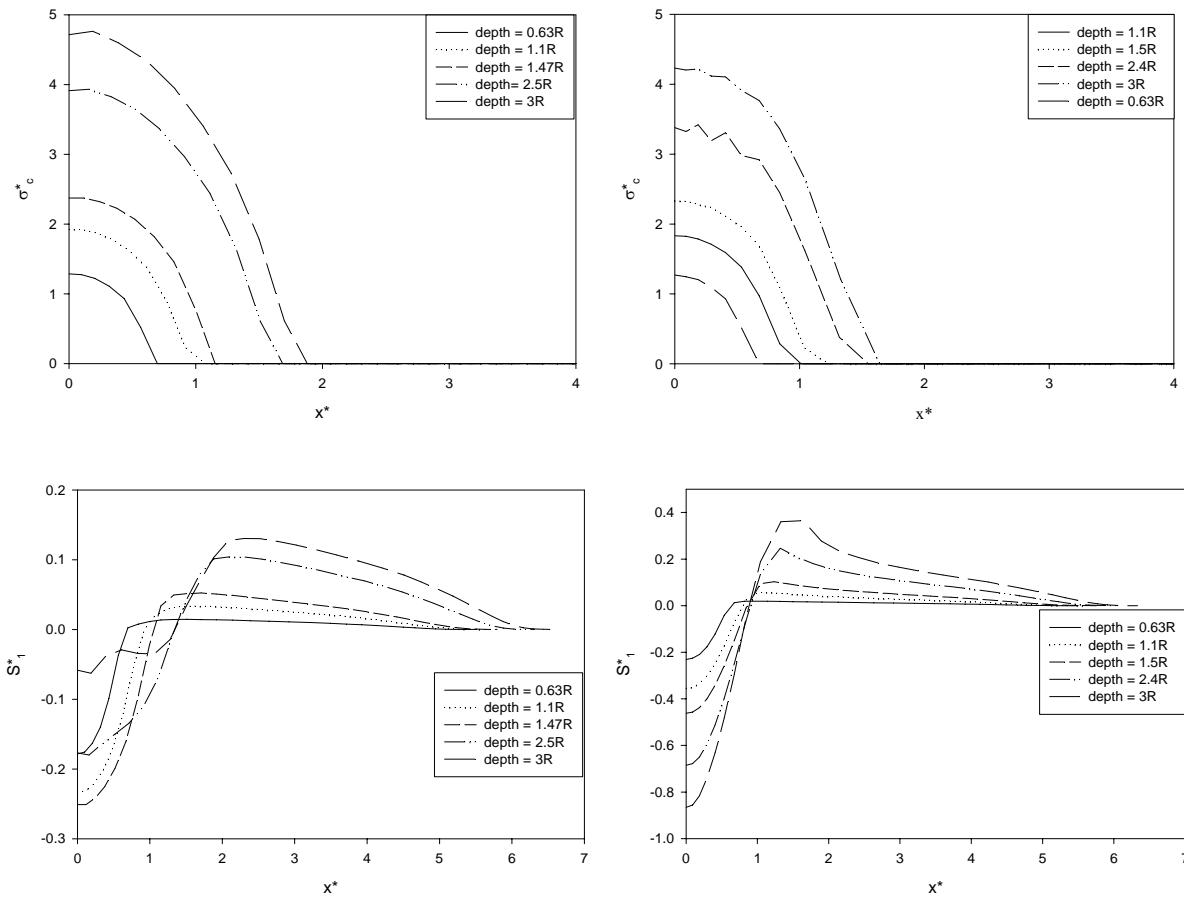 5
4
3
2
1
0
σ*c
0 1 2 3 4
x*
depth = 0.63R
depth = 1.1R
depth = 1.47R
depth= 2.5R
depth = 3R
5
4
3
2
1
0
σ*c
0 1 2 3 4
x*
depth = 1.1R
depth = 1.5R
depth = 2.4R
depth = 3R
depth = 0.63R
0.2
0.1
0.0
-0.1
-0.2
-0.3
S*1
0 1 2 3 4 5 6 7
x*
depth = 0.63R
depth = 1.1R
depth = 1.47R
depth = 2.5R
depth = 3R
0.4
0.2
0.0
-0.2
-0.4
-0.6
-0.8
-1.0
S*1
0 1 2 3 4 5 6 7
x*
depth = 0.63R
depth = 1.1R
depth = 1.5R
depth = 2.4R
depth = 3R